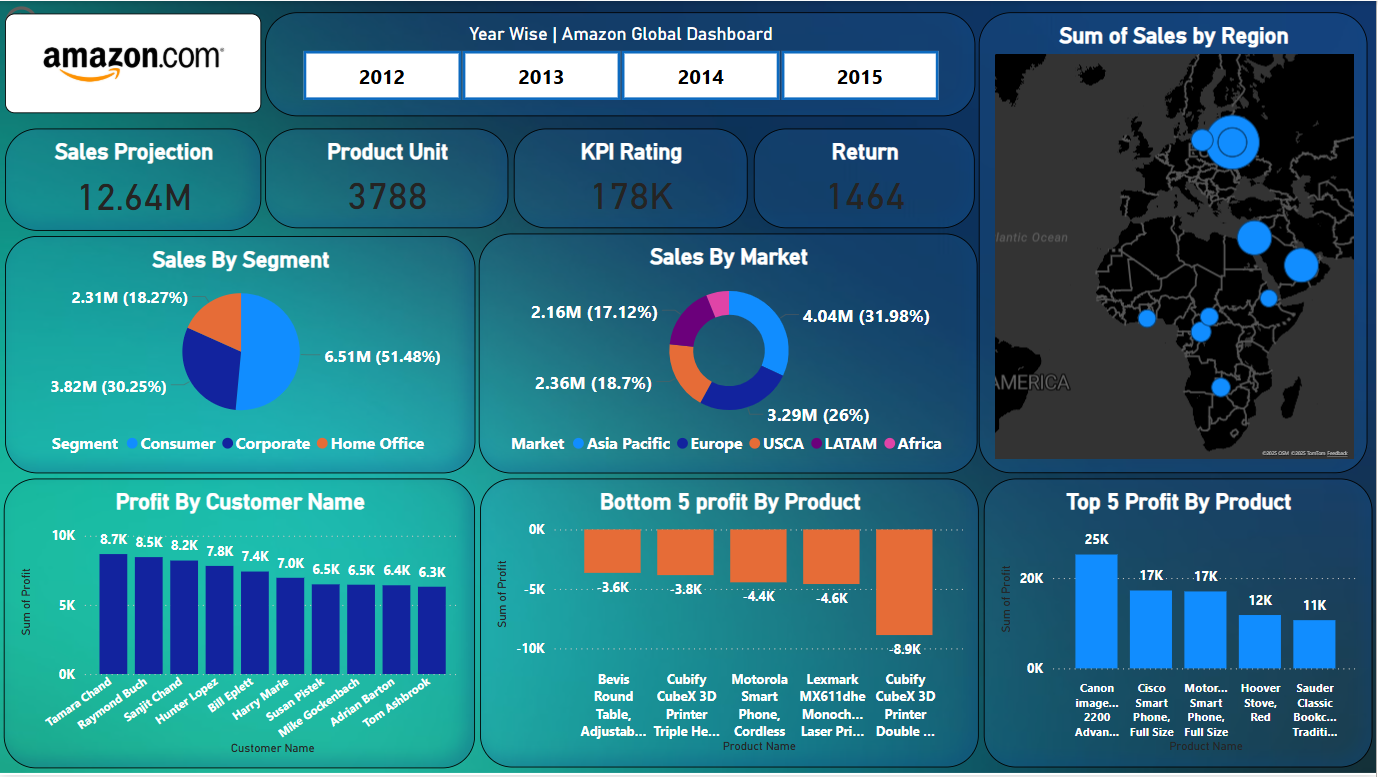 amazon.com
Year Wise | Amazon Global Dashboard
2012
2013
2014
2015
Sales Projection
12.64M
Product Unit
3788
KPI Rating
178K
Return
1464
Sum of Sales by Region
lantic Ocean
AMERICA
©2025 OSM ©2025 TomTom Feedback
Sales By Segment
2.31M (18.27%)
6.51M (51.48%)
3.82M (30.25%)
Segment Consumer Corporate Home Office
Sales By Market
2.16M (17.12%)
4.04M (31.98%)
2.36M (18.7%)
3.29M (26%)
Market Asia Pacific Europe USCA LATAM Africa
Profit By Customer Name
Sum of Profit
10K
5K
0K
8.7K
8.5K
8.2K
7.8K
7.4K
7.0K
6.5K
6.5K
6.4K
6.3K
Tamara Chand
Raymond Buch
Sanjit Chand
Hunter Lopez
Bill Eplett
Harry Marie
Susan Pistek
Mike Gockenbach
Adrian Barton
Tom Ashbrook
Customer Name
Bottom 5 profit By Product
Sum of Profit
0K
-5K
-10K
-3.6K
-3.8K
-4.4K
-4.6K
-8.9K
Bevis
Round
Table,
Adjustab...
Cubify
CubeX 3D
Printer
Triple He...
Motorola
Smart
Phone,
Cordless
Lexmark
MX611dhe
Monoch...
Laser Pri...
Cubify
CubeX 3D
Printer
Double ...
Product Name
Top 5 Profit By Product
Sum of Profit
20K
0K
25K
17K
17K
12K
11K
Canon
image...
2200
Advan...
Cisco
Smart
Phone,
Full Size
Motor...
Smart
Phone,
Full Size
Hoover
Stove,
Red
Sauder
Classic
Bookc...
Traditi...
Product Name